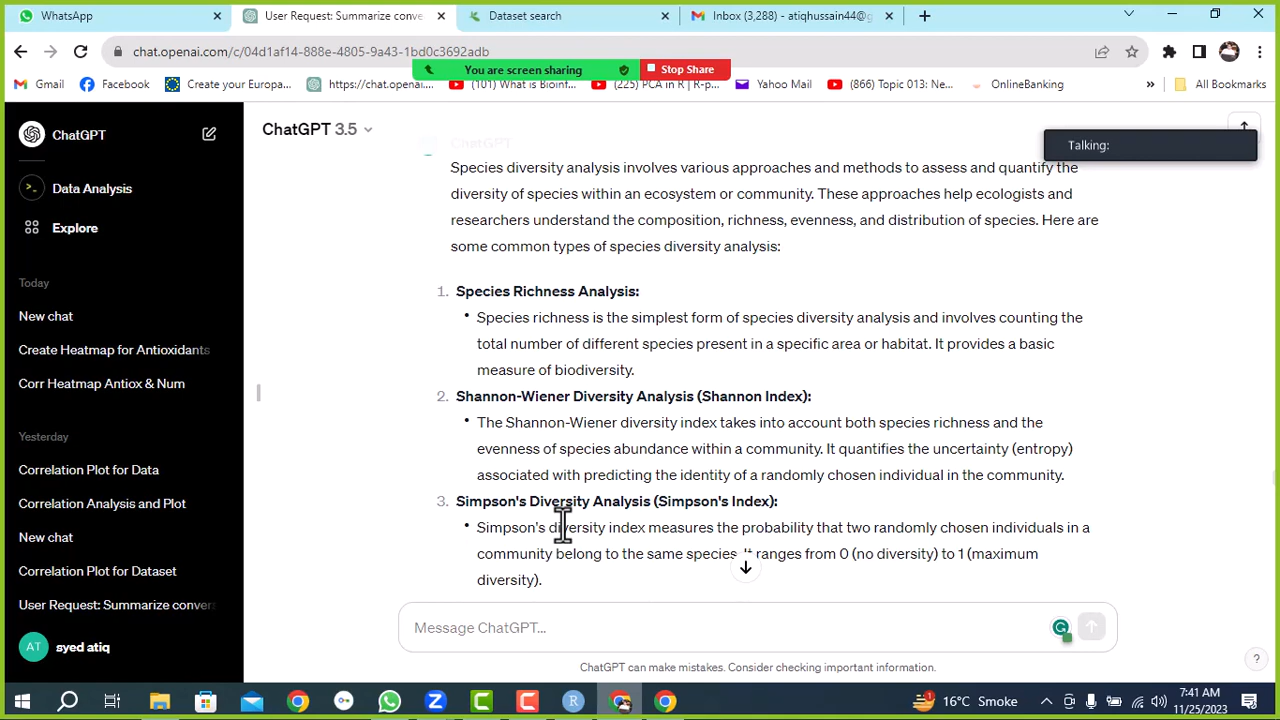 WhatsApp
User Request: Summarize conve
Dataset search
Inbox (3,288) - atiqhussain44@g
chat.openai.com/c/04d1af14-888e-4805-9a43-1bd0c3692adb
You are screen sharing
Stop Share
Gmail
Facebook
Create your Europa...
https://chat.openai....
(101) What is Bioinf...
(225) PCA in R | R-p...
Yahoo Mail
(866) Topic 013: Ne...
OnlineBanking
»
All Bookmarks
ChatGPT
Data Analysis
Explore
Today
New chat
Create Heatmap for Antioxidants
Corr Heatmap Antiox & Num
Yesterday
Correlation Plot for Data
Correlation Analysis and Plot
New chat
Correlation Plot for Dataset
User Request: Summarize conver
AT
syed atiq
ChatGPT 3.5
Talking:
ChatGPT
Species diversity analysis involves various approaches and methods to assess and quantify the
diversity of species within an ecosystem or community. These approaches help ecologists and
researchers understand the composition, richness, evenness, and distribution of species. Here are
some common types of species diversity analysis:
1. Species Richness Analysis:
• Species richness is the simplest form of species diversity analysis and involves counting the
total number of different species present in a specific area or habitat. It provides a basic
measure of biodiversity.
2. Shannon-Wiener Diversity Analysis (Shannon Index):
• The Shannon-Wiener diversity index takes into account both species richness and the
evenness of species abundance within a community. It quantifies the uncertainty (entropy)
associated with predicting the identity of a randomly chosen individual in the community.
3. Simpson's Diversity Analysis (Simpson's Index):
• Simpson's diversity index measures the probability that two randomly chosen individuals in a
community belong to the same species. It ranges from 0 (no diversity) to 1 (maximum
diversity).
Message ChatGPT...
ChatGPT can make mistakes. Consider checking important information.
?
16°C Smoke
7:41 AM
11/25/2023